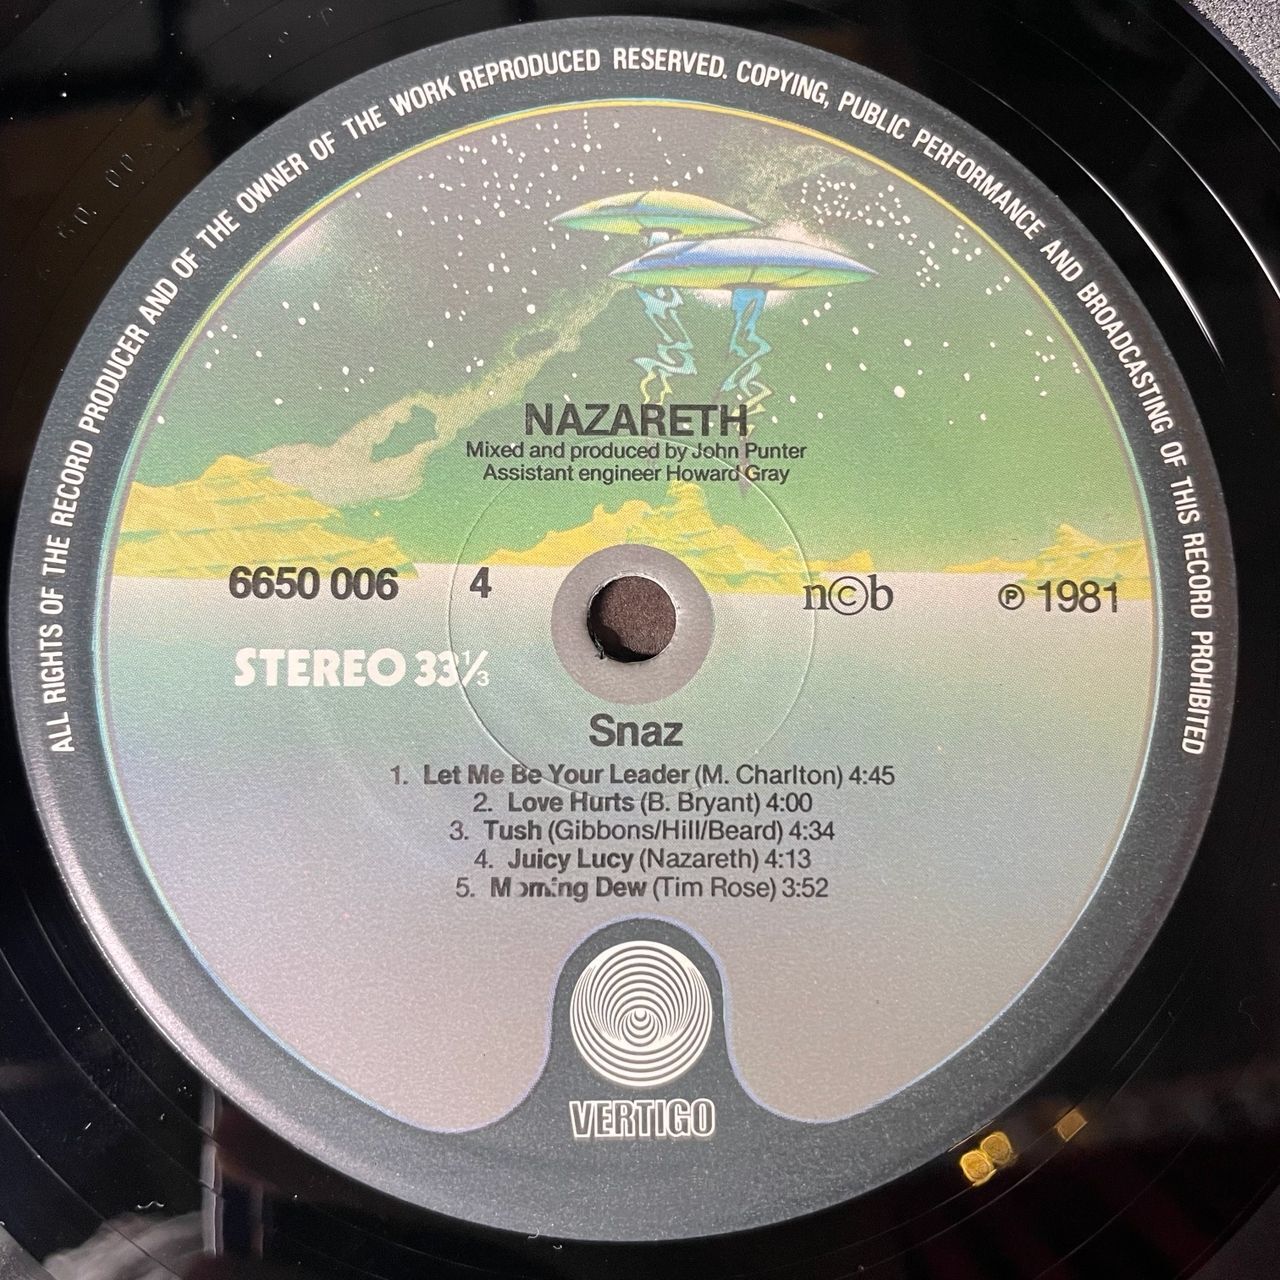 ALL RIGHTS OF THE RECORD PRODUCER AND OF THE OWNER OF THE WORK REPRODUCED RESERVED. COPYING, PUBLIC PERFORMANCE AND BROADCASTING OF THIS RECORD PROHIBITED
NAZARETH
Mixed and produced by John Punter
Assistant engineer Howard Gray
6650 006 4 n©b ℗ 1981
STEREO 33⅓
Snaz
1. Let Me Be Your Leader (M. Charlton) 4:45
2. Love Hurts (B. Bryant) 4:00
3. Tush (Gibbons/Hill/Beard) 4:34
4. Juicy Lucy (Nazareth) 4:13
5. Morning Dew (Tim Rose) 3:52
VERTIGO